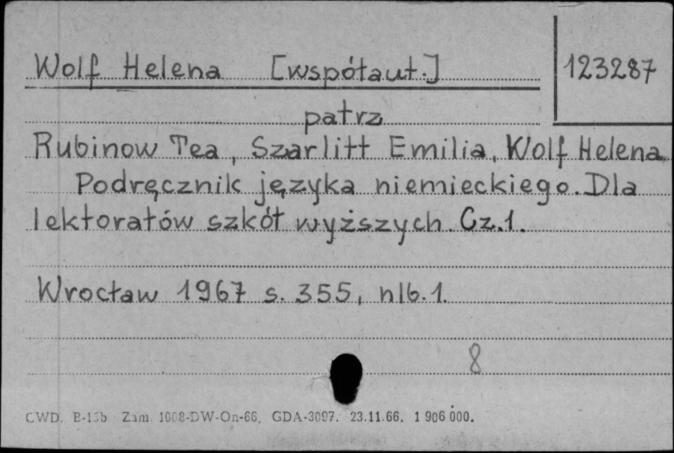 Wolf Helena [współaut.]
123287
patrz
Rubinow Tea, Szarlitt Emilia, Wolf Helena
Podręcznik języka niemieckiego. Dla
lektoratów szkół wyższych. Cz.1.
Wrocław 1967 s. 355, nlb.1.
8
CWD. B-15b Zam. 1008-DW-On-66. GDA-3097. 23.11.66. 1 906 000.